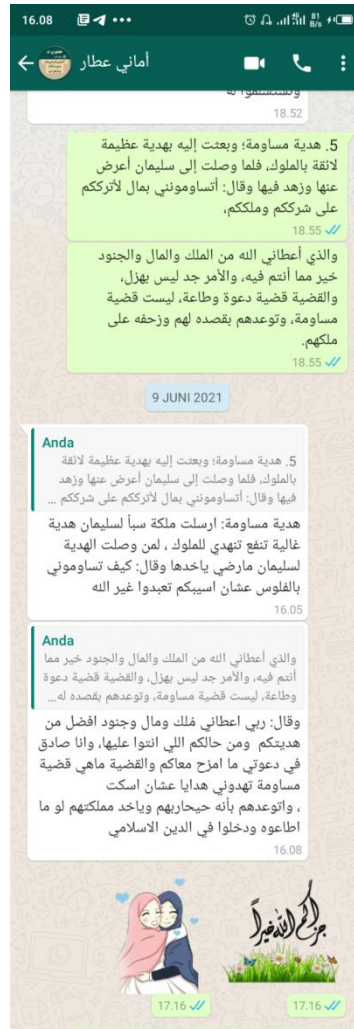 16.08
81 B/s
أماني عطار
18.52
5. هدية مساومة؛ وبعثت إليه بهدية عظيمة
لائقة بالملوك، فلما وصلت إلى سليمان أعرض
عنها وزهد فيها وقال: أتساومونني بمال لأترككم
على شرككم وملككم،
18.55
والذي أعطاني الله من الملك والمال والجنود
خير مما أنتم فيه، والأمر جد ليس بهزل،
والقضية قضية دعوة وطاعة، ليست قضية
مساومة، وتوعدهم بقصده لهم وزحفه على
ملكهم.
18.55
9 JUNI 2021
Anda
5. هدية مساومة؛ وبعثت إليه بهدية عظيمة لائقة
بالملوك، فلما وصلت إلى سليمان أعرض عنها وزهد
فيها وقال: أتساومونني بمال لأترككم على شرككم ...
هدية مساومة: ارسلت ملكة سبأ لسليمان هدية
غالية تنفع تنهدي للملوك ، لمن وصلت الهدية
لسليمان مارضي ياخدها وقال: كيف تساوموني
بالفلوس عشان اسيبكم تعبدوا غير الله
16.05
Anda
والذي أعطاني الله من الملك والمال والجنود خير مما
أنتم فيه، والأمر جد ليس بهزل، والقضية قضية دعوة
وطاعة، ليست قضية مساومة، وتوعدهم بقصده له...
وقال: ربي اعطاني مُلك ومال وجنود افضل من
هديتكم ومن حالكم اللي انتوا عليها، وانا صادق
في دعوتي ما امزح معاكم والقضية ماهي قضية
مساومة تهدوني هدايا عشان اسكت
، واتوعدهم بأنه حيحاربهم وياخد مملكتهم لو ما
اطاعوه ودخلوا في الدين الاسلامي
16.08
جزاكم الله خيراً
17.16
17.16